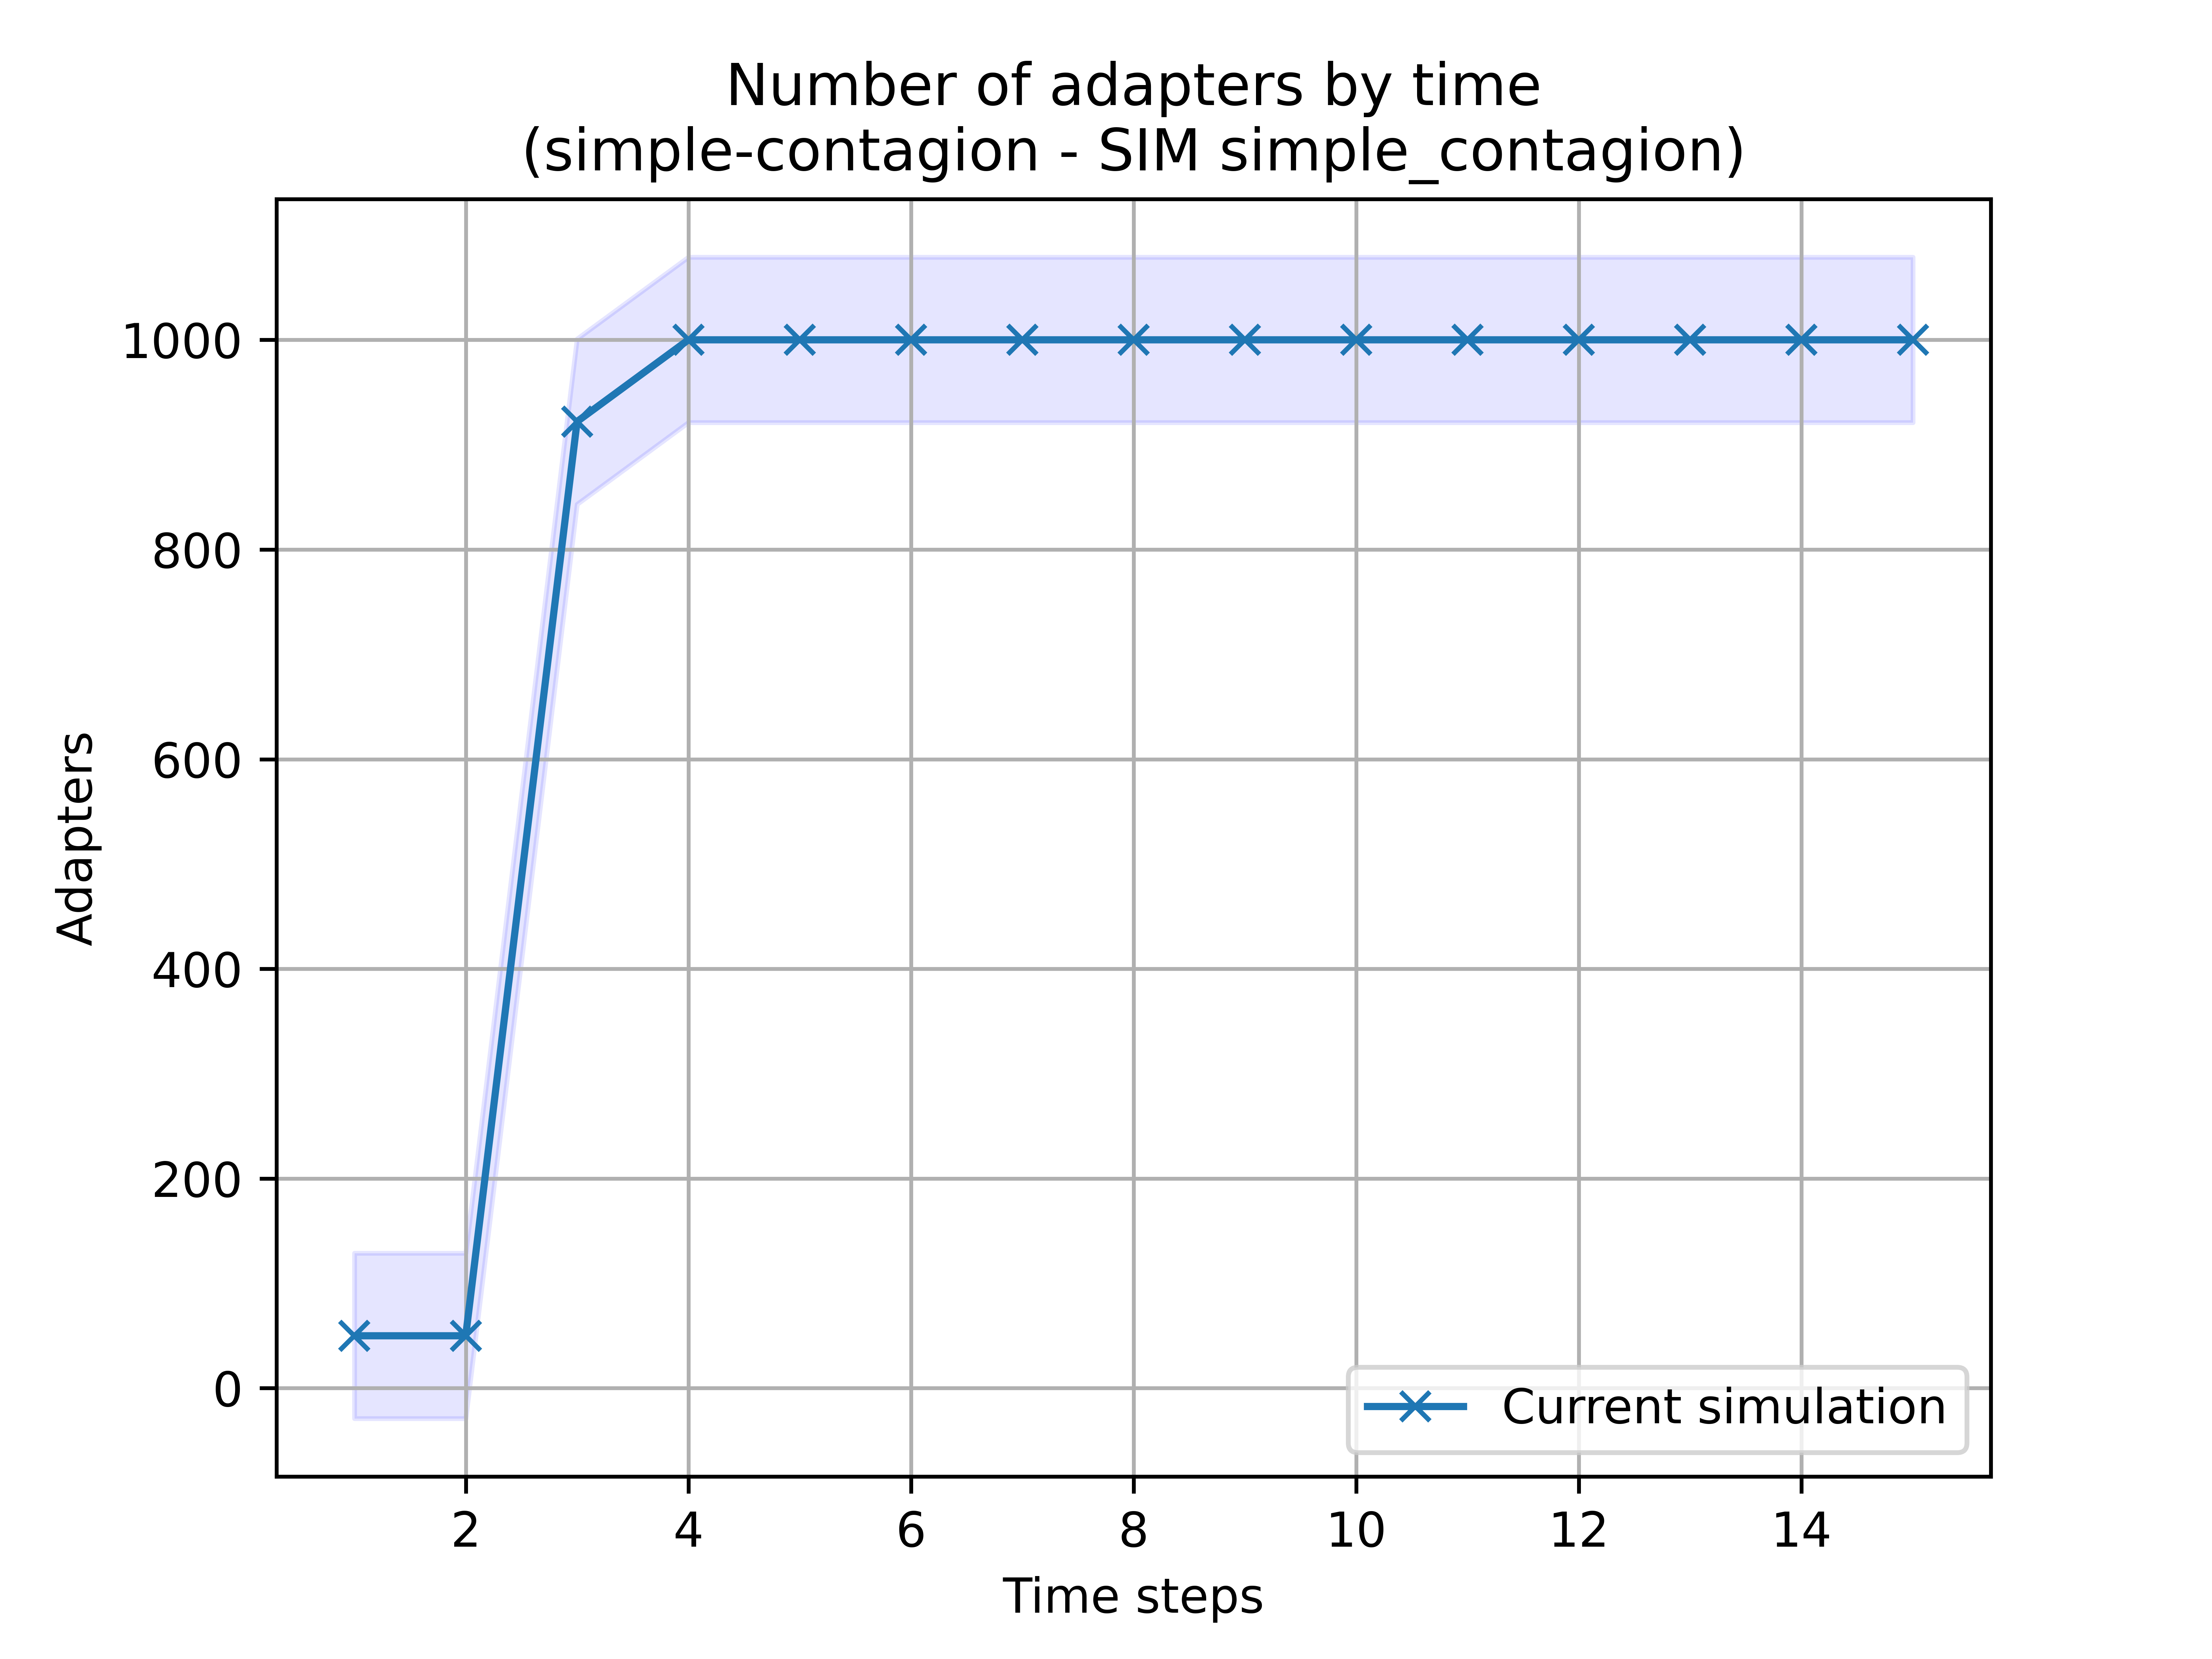 Number of adapters by time
(simple-contagion - SIM simple_contagion)
1000
800
600
400
200
0
Adapters
Current simulation
2 4 6 8 10 12 14
Time steps